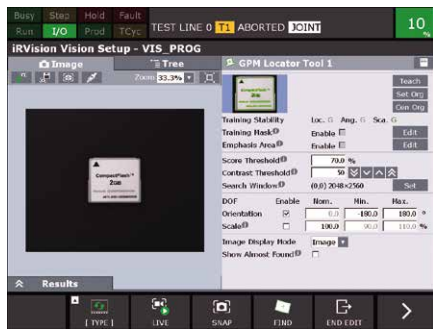 Busy Step Hold Fault
Run I/O Prod TCyc
TEST LINE 0 T1 ABORTED JOINT
10 %
iRVision Vision Setup - VIS_PROG
Image Tree
Zoom 33.3%
CompactFlash
2GB
GPM Locator Tool 1
Teach
Set Org
Cen Org
Training Stability Loc. G Ang. G Sca. G
Training Mask Enable Edit
Emphasis Area Enable Edit
Score Threshold 70.0 %
Contrast Threshold 50
Search Window (0,0) 2048×2560 Set
DOF Enable Nom. Min. Max.
Orientation 0.0 -180.0 180.0 °
Scale 100.0 90.0 110.0 %
Image Display Mode Image
Show Almost Found
Results
[ TYPE ] LIVE SNAP FIND END EDIT >